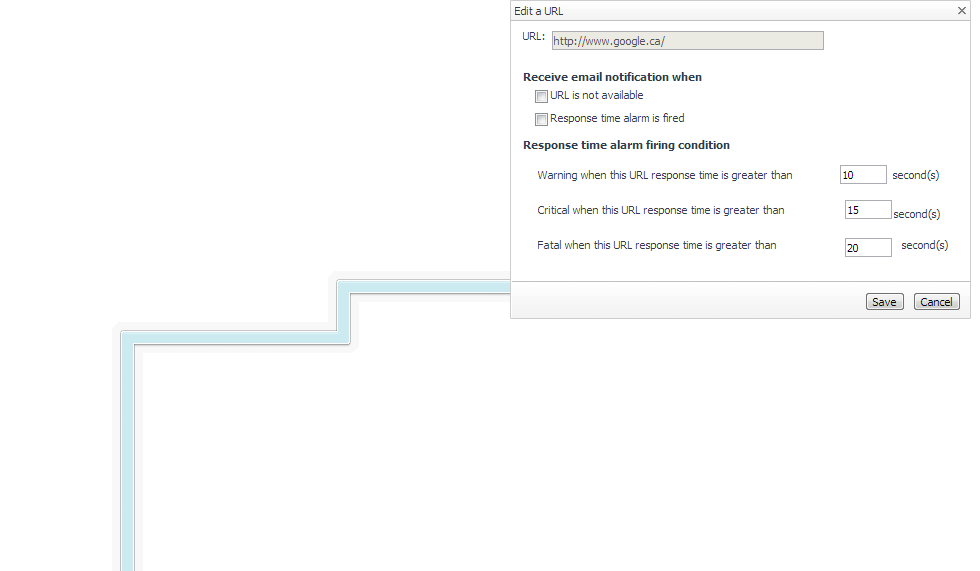 Edit a URL
URL: http://www.google.ca/
Receive email notification when
URL is not available
Response time alarm is fired
Response time alarm firing condition
Warning when this URL response time is greater than 10 second(s)
Critical when this URL response time is greater than 15 second(s)
Fatal when this URL response time is greater than 20 second(s)
Save Cancel